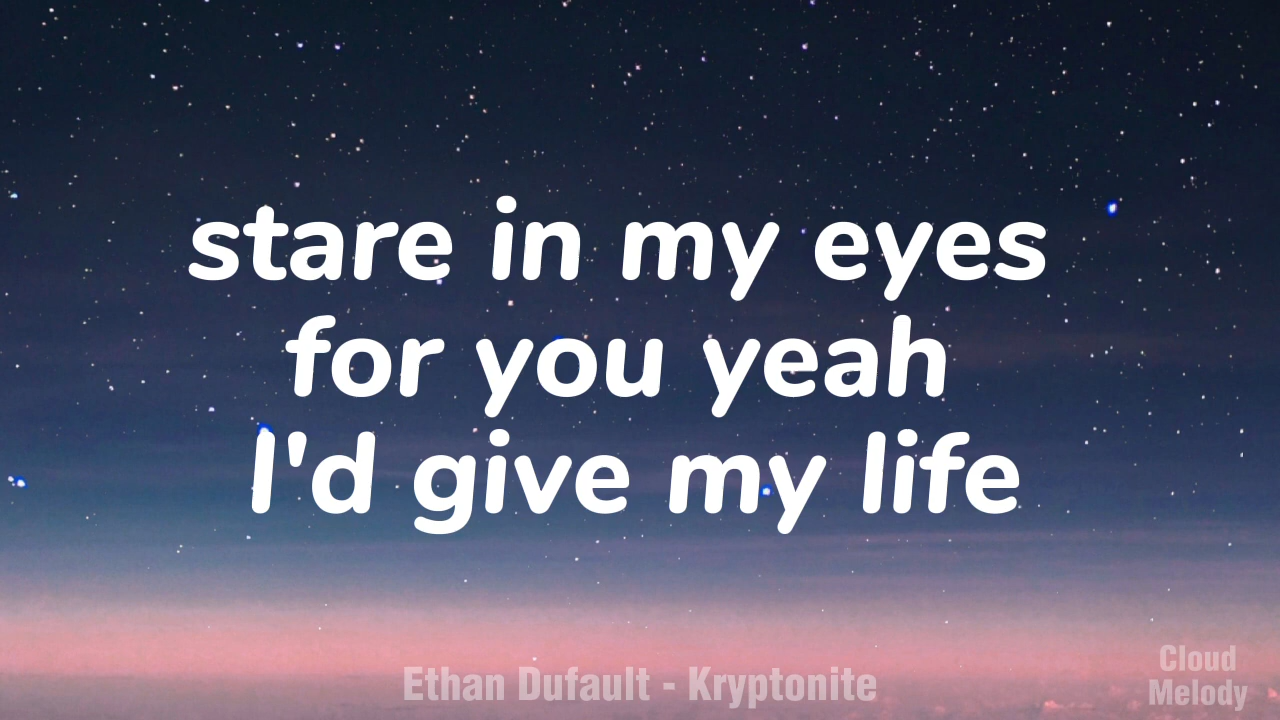 stare in my eyes
for you yeah
I'd give my life
Ethan Dufault - Kryptonite
Cloud
Melody